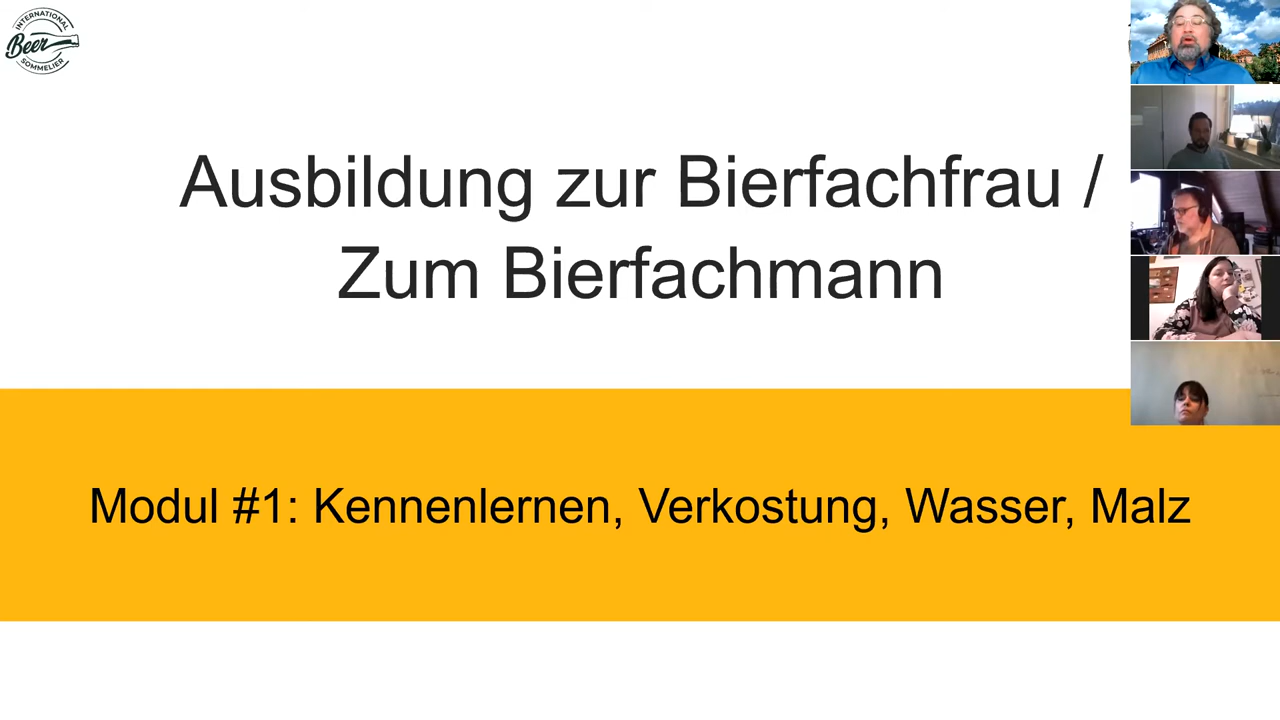 INTERNATIONAL
Beer
SOMMELIER
Ausbildung zur Bierfachfrau /
Zum Bierfachmann
Modul #1: Kennenlernen, Verkostung, Wasser, Malz